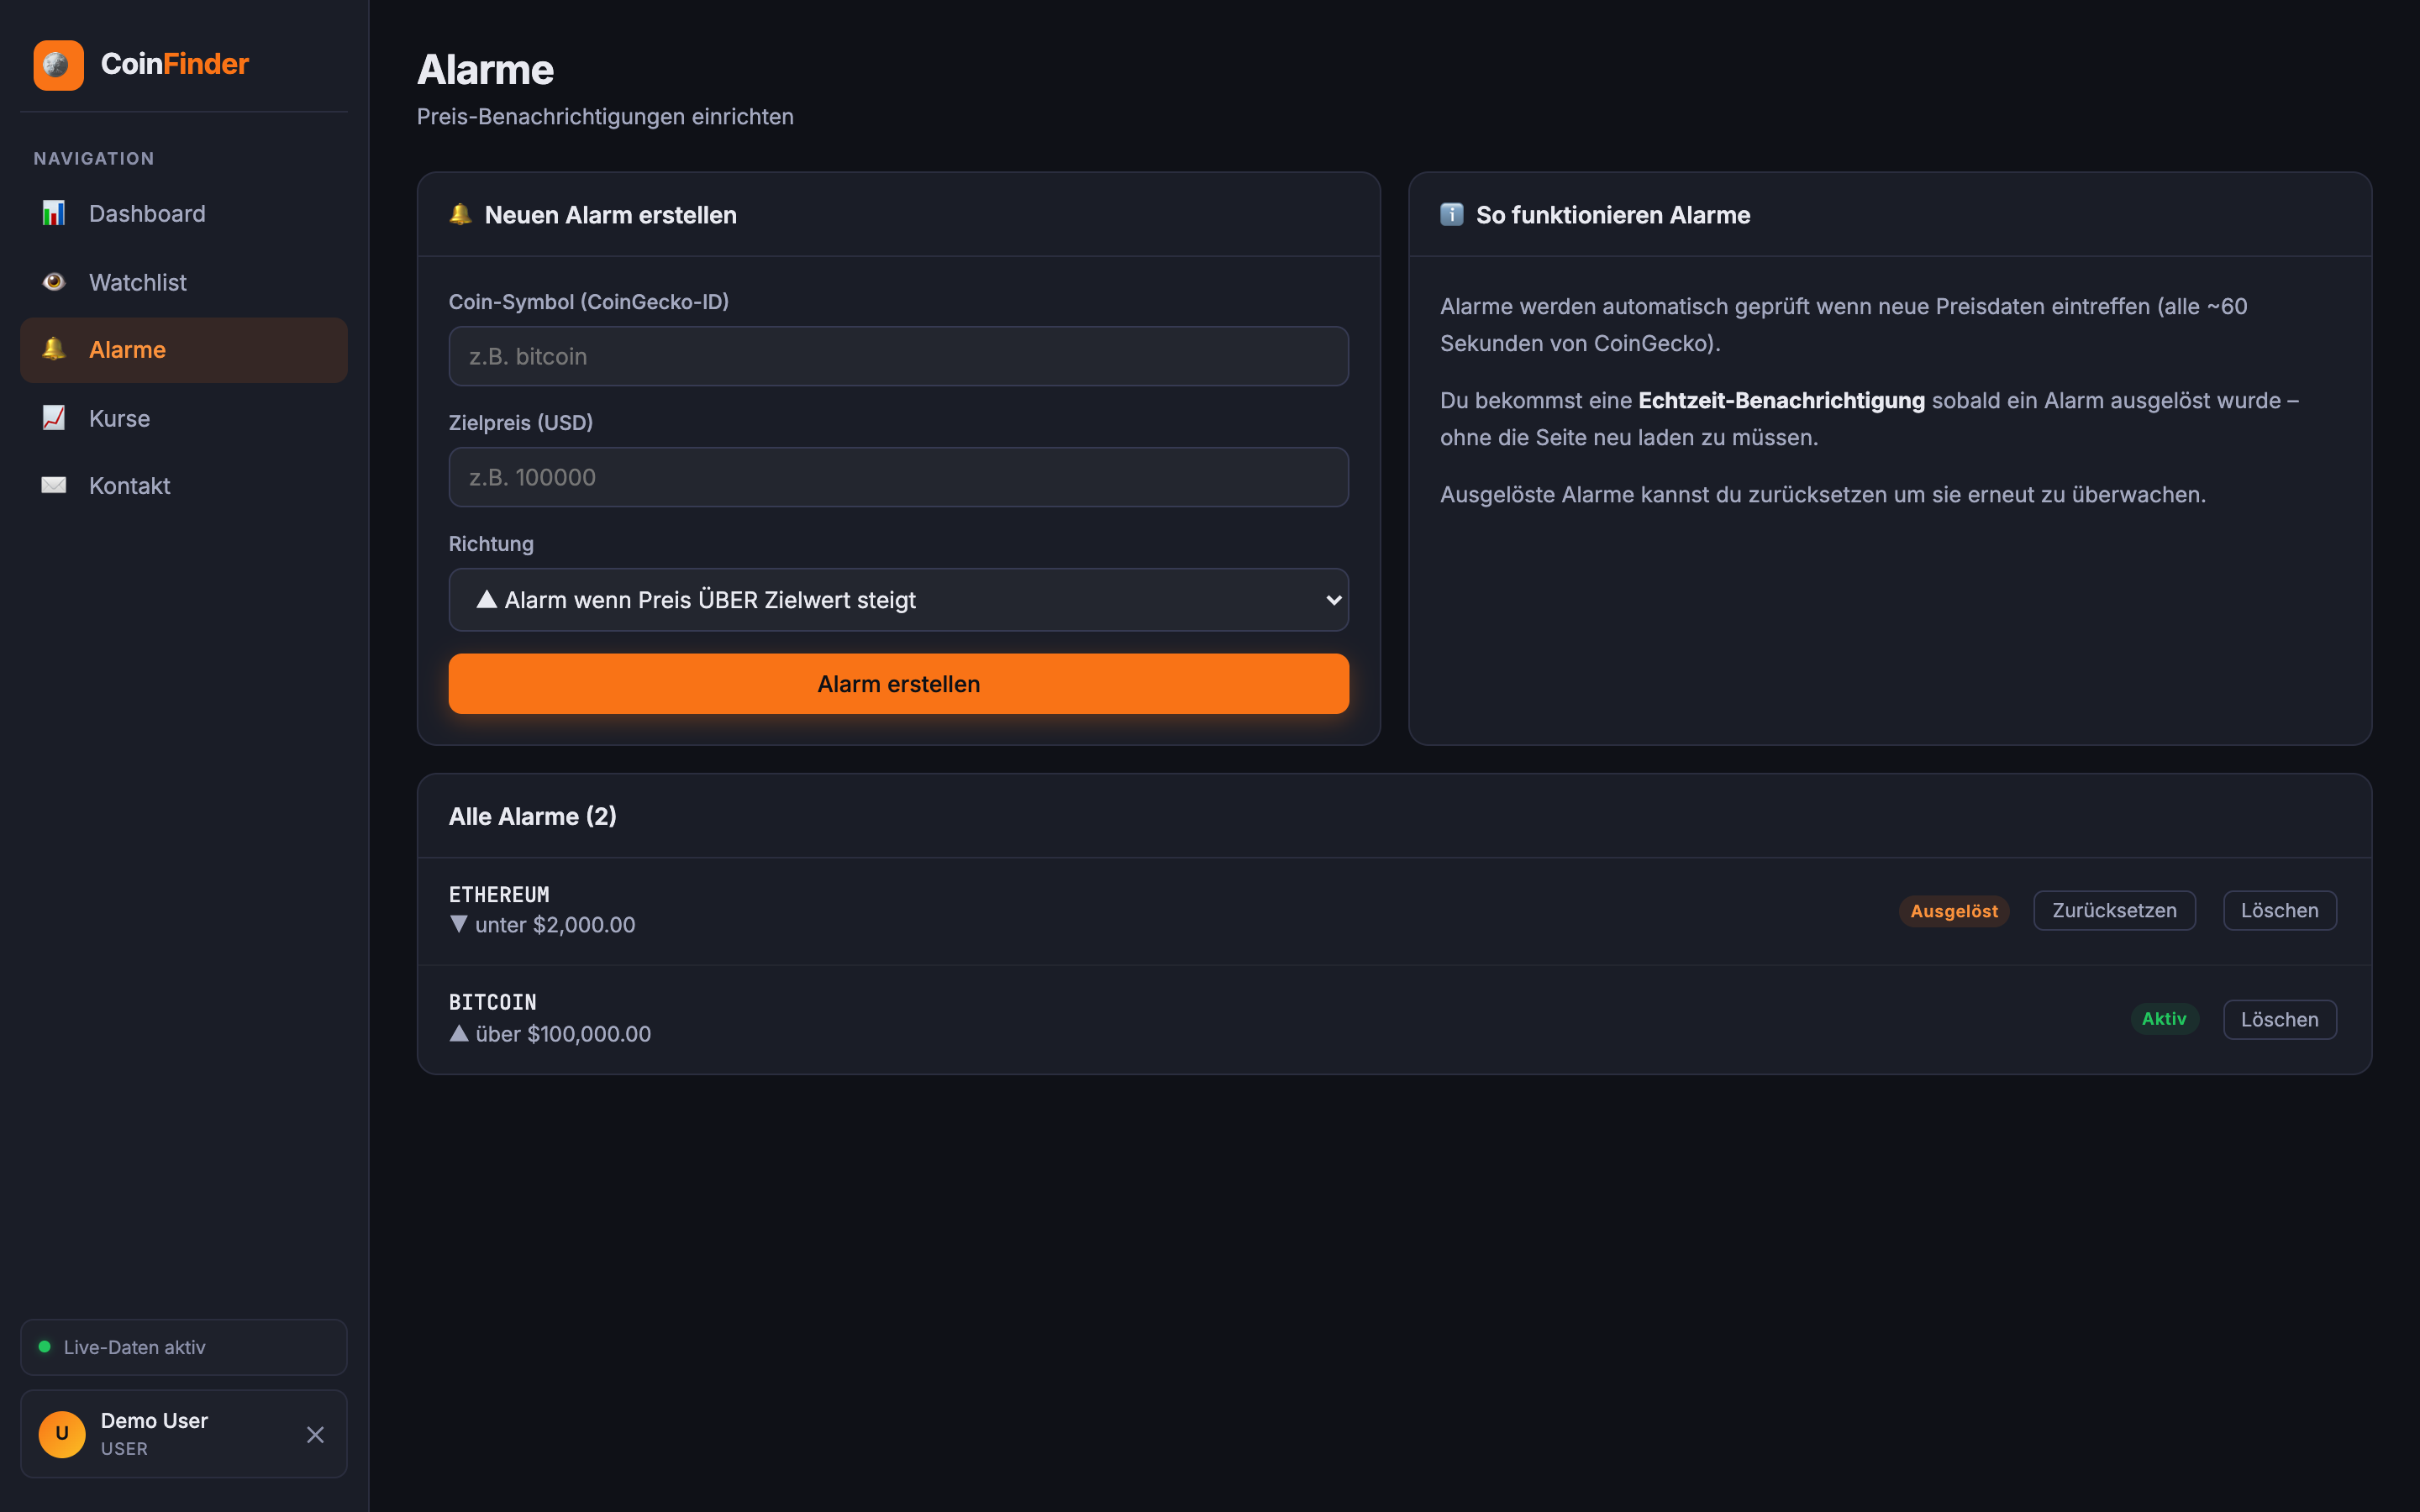 CoinFinder
NAVIGATION
Dashboard
Watchlist
Alarme
Kurse
Kontakt
Live-Daten aktiv
U
Demo User
USER
Alarme
Preis-Benachrichtigungen einrichten
Neuen Alarm erstellen
Coin-Symbol (CoinGecko-ID)
z.B. bitcoin
Zielpreis (USD)
z.B. 100000
Richtung
▲ Alarm wenn Preis ÜBER Zielwert steigt
Alarm erstellen
So funktionieren Alarme
Alarme werden automatisch geprüft wenn neue Preisdaten eintreffen (alle ~60
Sekunden von CoinGecko).
Du bekommst eine Echtzeit-Benachrichtigung sobald ein Alarm ausgelöst wurde –
ohne die Seite neu laden zu müssen.
Ausgelöste Alarme kannst du zurücksetzen um sie erneut zu überwachen.
Alle Alarme (2)
ETHEREUM
▼ unter $2,000.00
Ausgelöst
Zurücksetzen
Löschen
BITCOIN
▲ über $100,000.00
Aktiv
Löschen